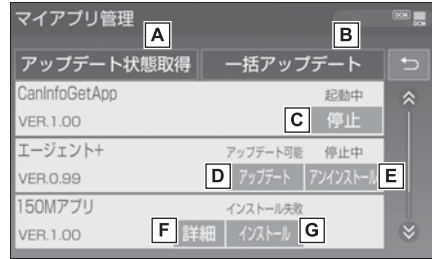 マイアプリ管理 DCM
A B
アップデート状態取得 一括アップデート
CanInfoGetApp 起動中
VER.1.00 C 停止
エージェント+ アップデート可能 停止中
VER.0.99 D アップデート アンインストール E
150Mアプリ インストール失敗
VER.1.00 F 詳細 インストール G